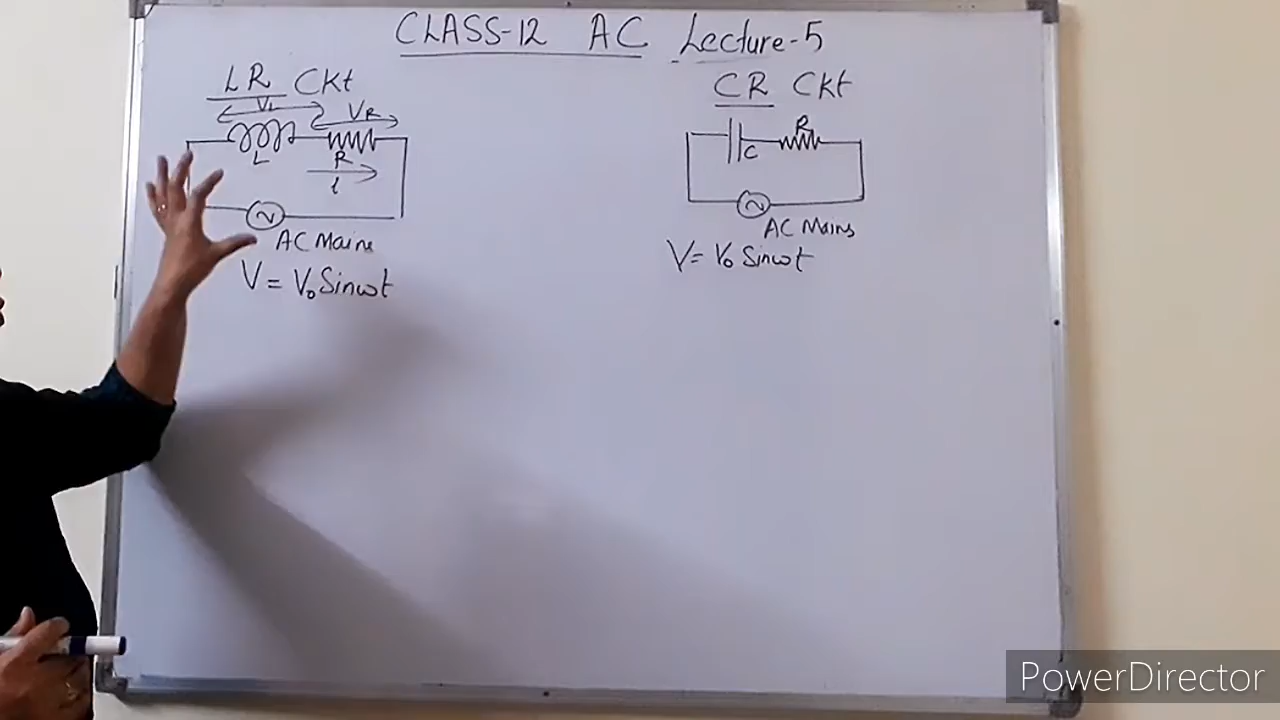 CLASS-12 AC Lecture-5
LR Ckt
VL
VR
L
R
i
AC Mains
V = V₀ Sinωt
CR Ckt
R
C
AC Mains
V = V₀ Sinωt
PowerDirector